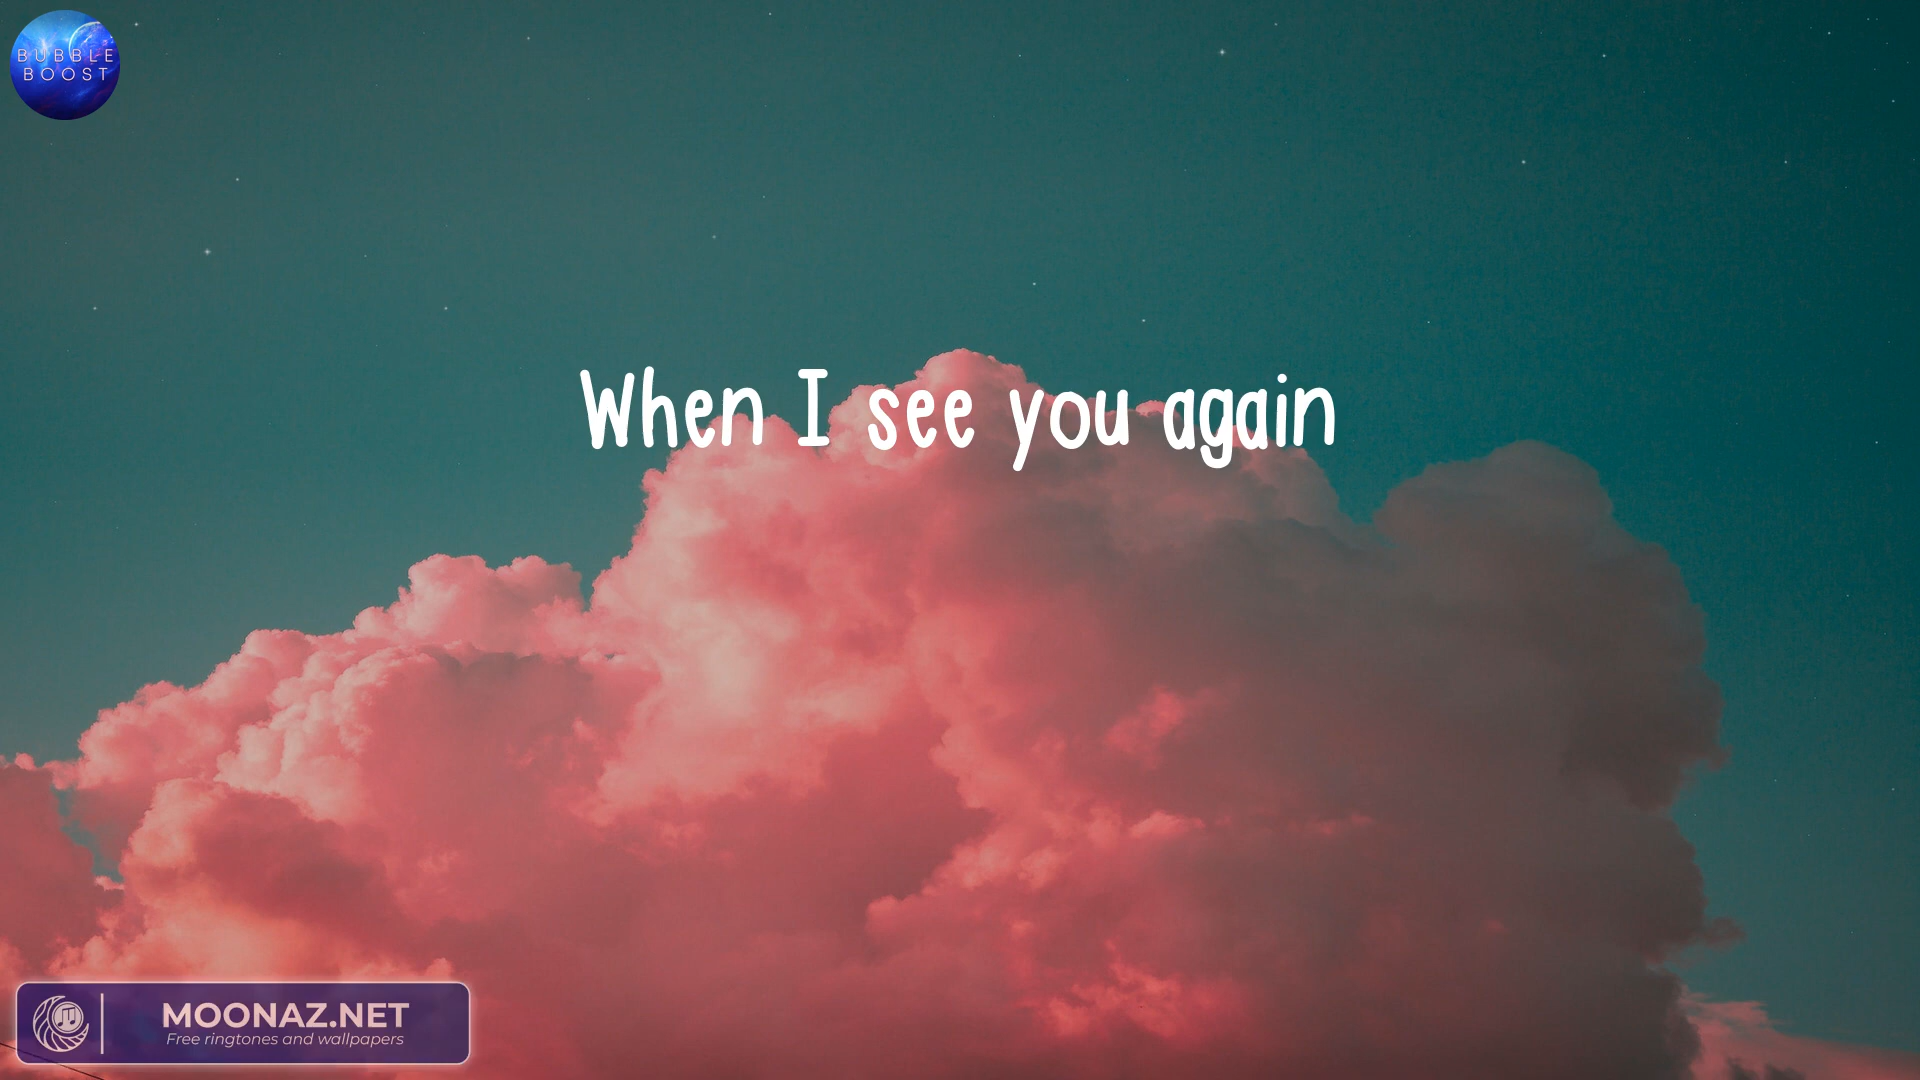 BUBBLE
BOOST
When I see you again
MOONAZ.NET
Free ringtones and wallpapers